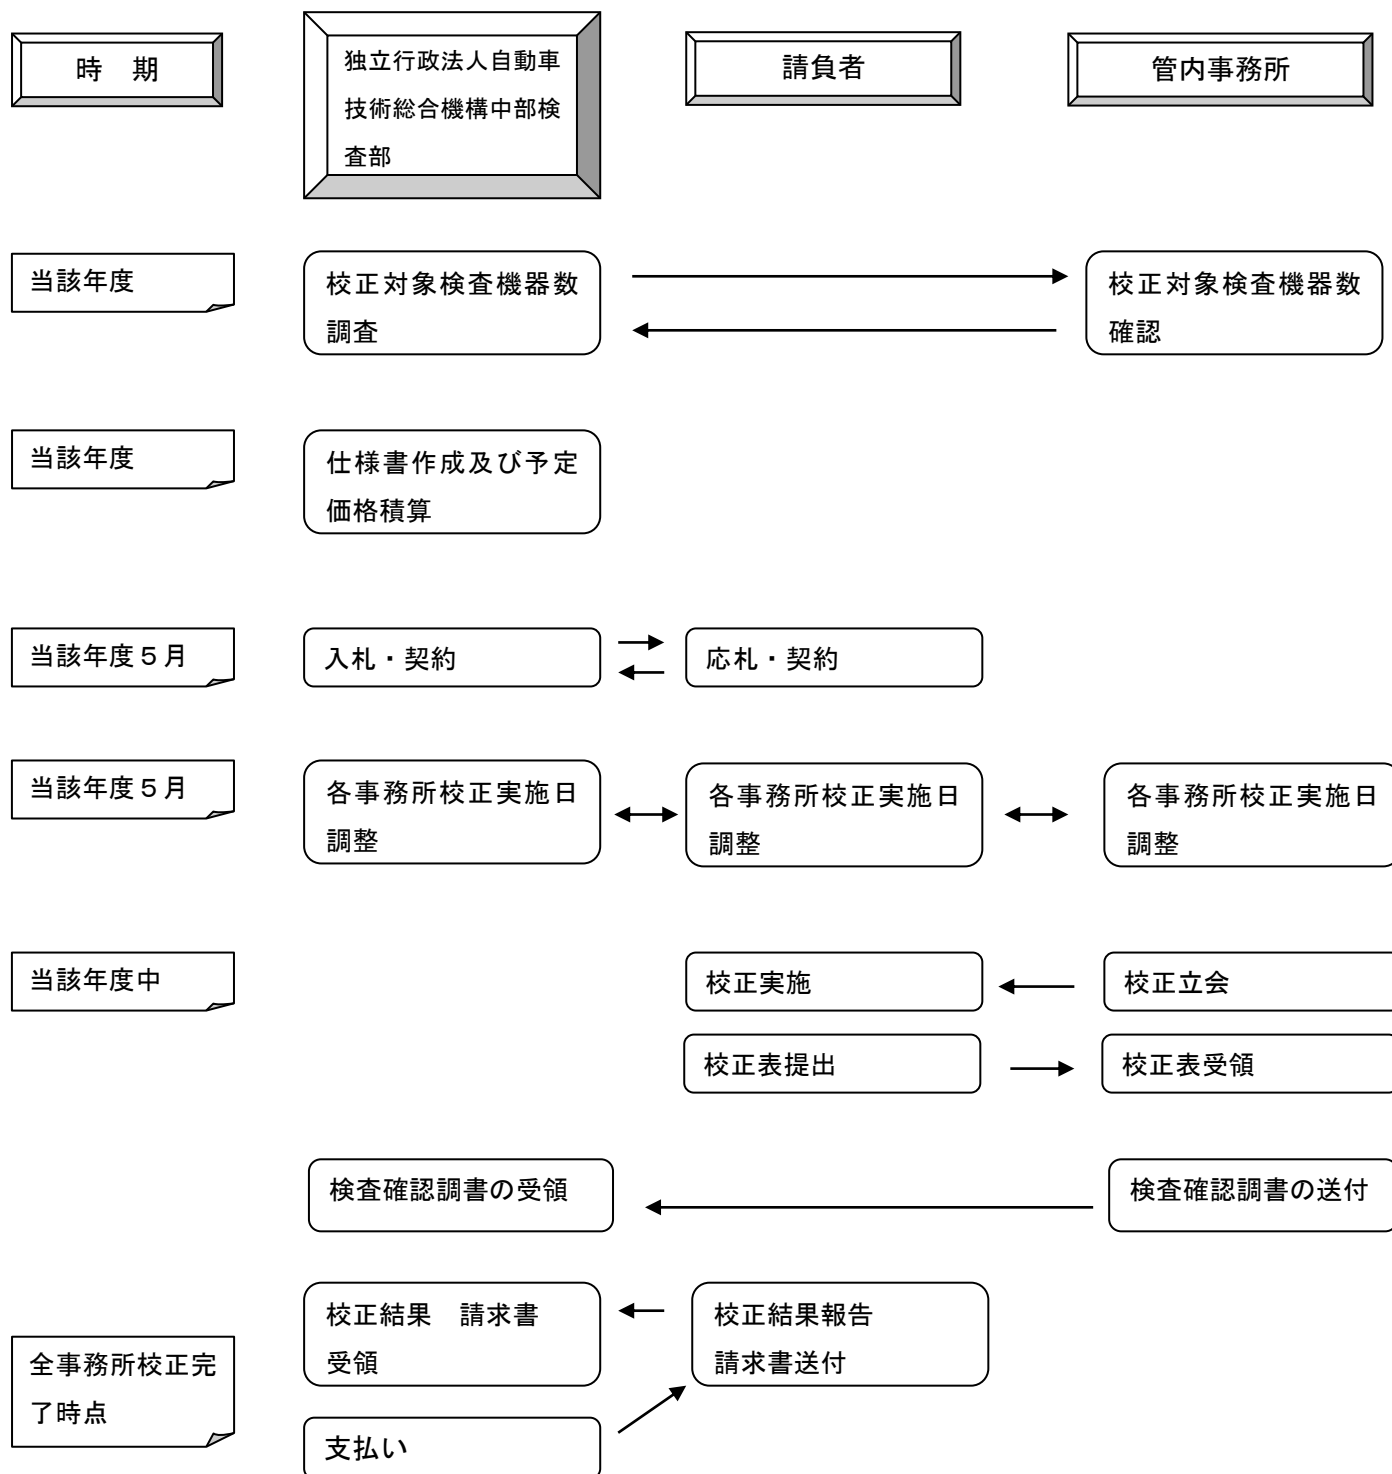 時　期
独立行政法人自動車
技術総合機構中部検
査部
請負者
管内事務所
当該年度
校正対象検査機器数
調査
校正対象検査機器数
確認
当該年度
仕様書作成及び予定
価格積算
当該年度５月
入札・契約
応札・契約
当該年度５月
各事務所校正実施日
調整
各事務所校正実施日
調整
各事務所校正実施日
調整
当該年度中
校正実施
校正立会
校正表提出
校正表受領
検査確認調書の受領
検査確認調書の送付
校正結果　請求書
受領
校正結果報告
請求書送付
全事務所校正完
了時点
支払い